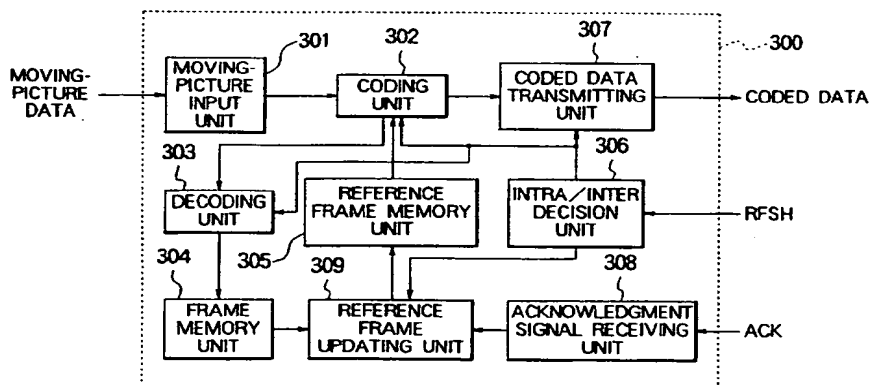 307
302
301
300
MOVING-
PICTURE
DATA
MOVING-
PICTURE
INPUT
UNIT
CODING
UNIT
CODED DATA
TRANSMITTING
UNIT
CODED DATA
303
306
DECODING
UNIT
REFERENCE
FRAME MEMORY
UNIT
INTRA/INTER
DECISION
UNIT
RFSH
304
305
309
308
FRAME
MEMORY
UNIT
REFERENCE
FRAME
UPDATING UNIT
ACKNOWLEDGMENT
SIGNAL RECEIVING
UNIT
ACK